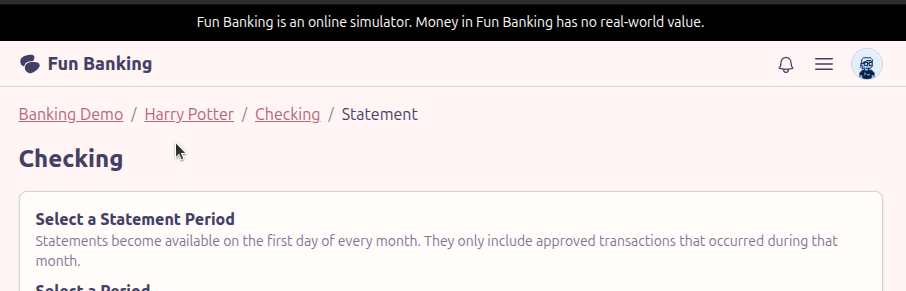 Fun Banking is an online simulator. Money in Fun Banking has no real-world value.
Fun Banking
Banking Demo / Harry Potter / Checking / Statement
Checking
Select a Statement Period
Statements become available on the first day of every month. They only include approved transactions that occurred during that
month.
Select a Period